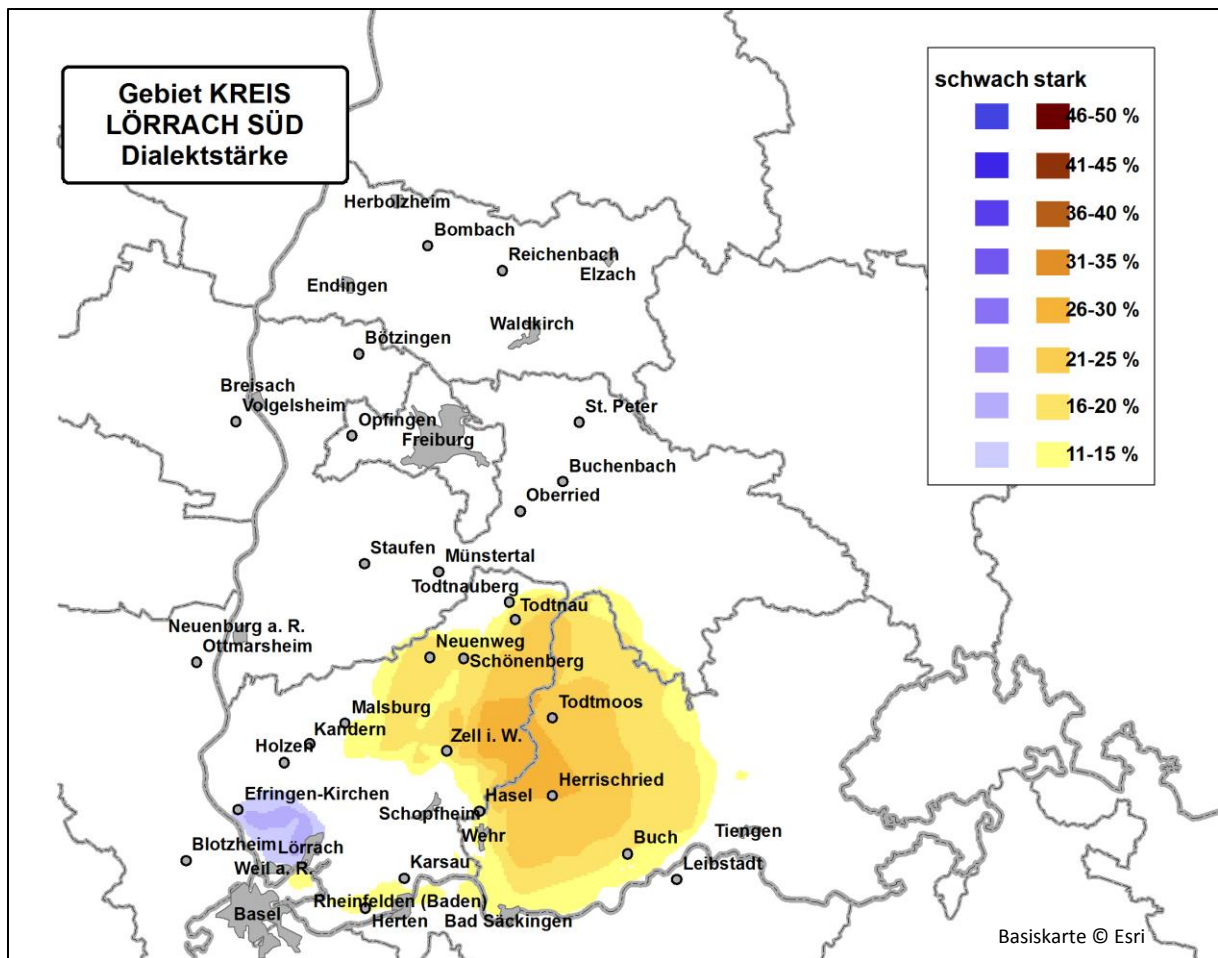 Gebiet KREIS
LÖRRACH SÜD
Dialektstärke
schwach stark
46-50 %
41-45 %
36-40 %
31-35 %
26-30 %
21-25 %
16-20 %
11-15 %
Herbolzheim
Bombach
Reichenbach
Elzach
Endingen
Waldkirch
Bötzingen
Breisach
Volgelsheim
Opfingen
Freiburg
St. Peter
Buchenbach
Oberried
Staufen
Münstertal
Todtnauberg
Todtnau
Neuenburg a. R.
Ottmarsheim
Neuenweg
Schönenberg
Malsburg
Todtmoos
Kandern
Holzen
Zell i. W.
Efringen-Kirchen
Schopfheim
Hasel
Herrischried
Wehr
Blotzheim
Lörrach
Weil a. R.
Buch
Tiengen
Karsau
Leibstadt
Rheinfelden (Baden)
Basel
Herten
Bad Säckingen
Basiskarte © Esri